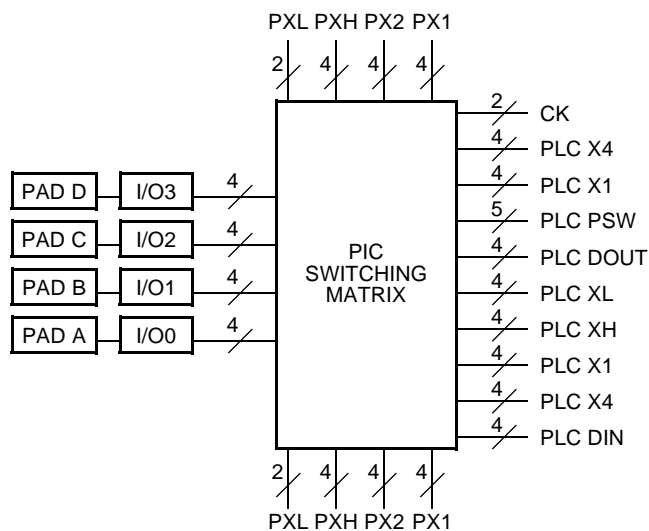 PXL PXH PX2 PX1
2 4 4 4
2 CK
4 PLC X4
4 PLC X1
PAD D I/O3 4
5 PLC PSW
PAD C I/O2 4
4 PLC DOUT
PIC
SWITCHING
MATRIX
PAD B I/O1 4
4 PLC XL
PAD A I/O0 4
4 PLC XH
4 PLC X1
4 PLC X4
4 PLC DIN
2 4 4 4
PXL PXH PX2 PX1